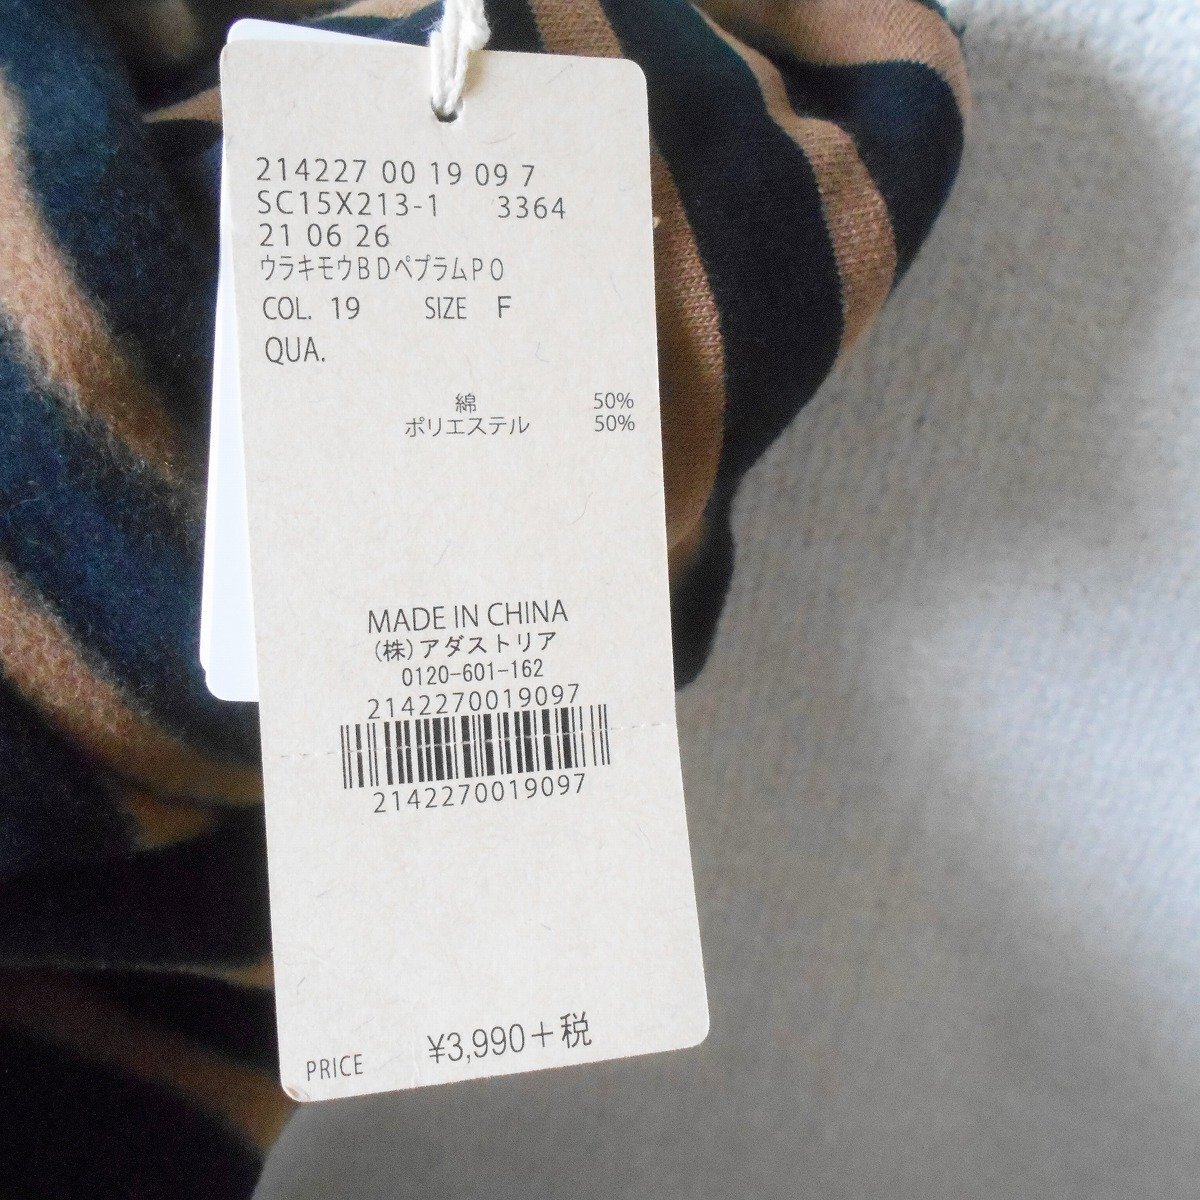 214227 00 19 09 7
SC15X213-1 3364
21 06 26
ウラキモウBDペプラムPO
COL. 19 SIZE F
QUA.
綿 50%
ポリエステル 50%
MADE IN CHINA
(株)アダストリア
0120-601-162
2142270019097
2142270019097
PRICE ¥3,990+税